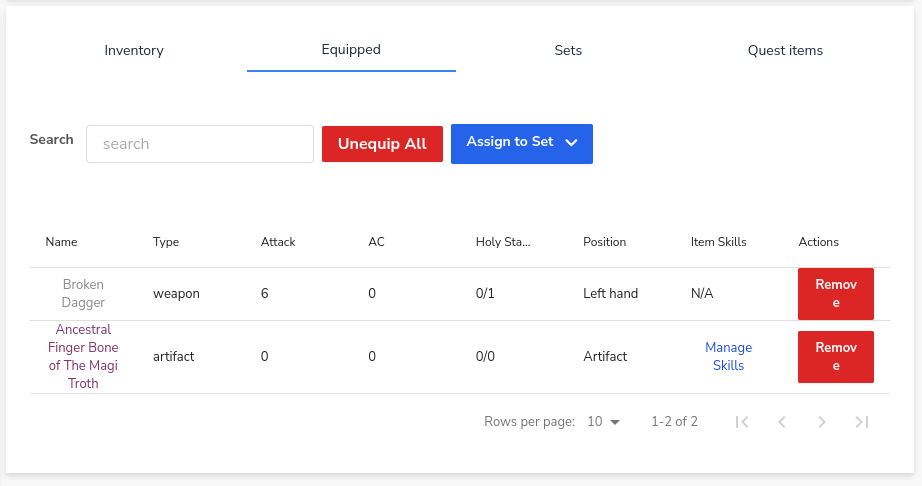 Inventory Equipped Sets Quest items
Search search Unequip All Assign to Set
Name Type Attack AC Holy Sta... Position Item Skills Actions
Broken
Dagger
weapon 6 0 0/1 Left hand N/A
Remov
e
Ancestral
Finger Bone
of The Magi
Troth
artifact 0 0 0/0 Artifact
Manage
Skills
Remov
e
Rows per page: 10 1-2 of 2